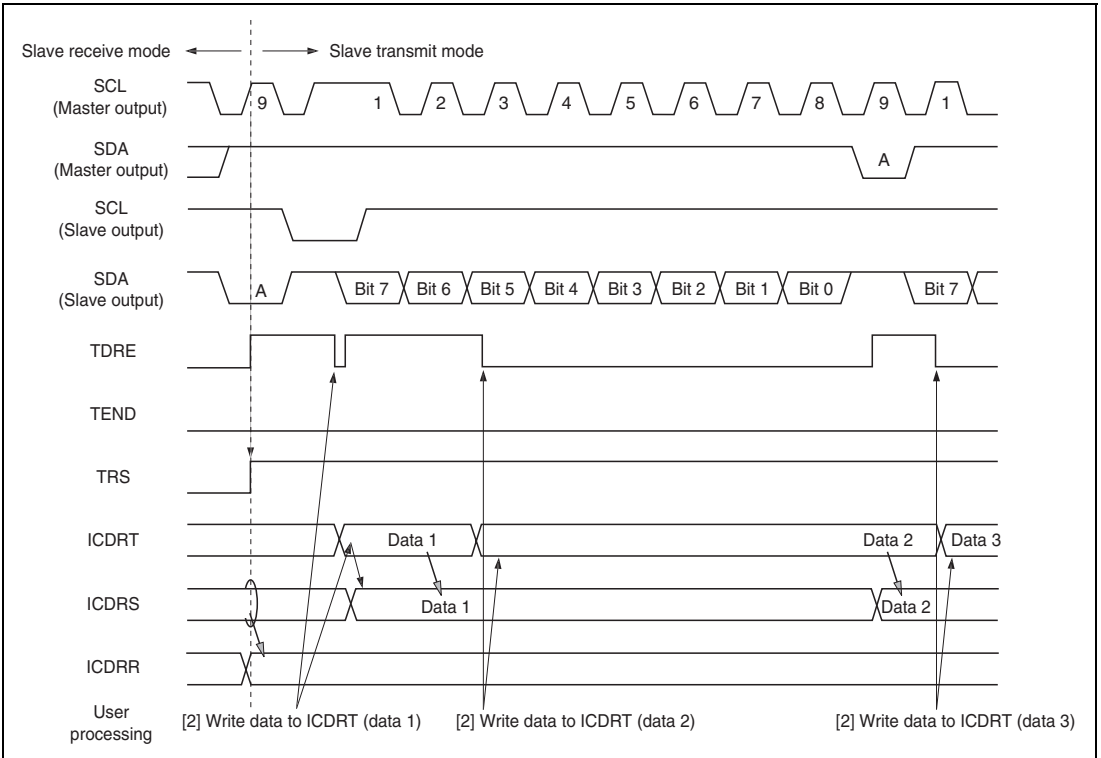 Slave receive mode Slave transmit mode
SCL
(Master output)
9 1 2 3 4 5 6 7 8 9 1
SDA
(Master output)
A
SCL
(Slave output)
SDA
(Slave output)
A Bit 7 Bit 6 Bit 5 Bit 4 Bit 3 Bit 2 Bit 1 Bit 0 Bit 7
TDRE
TEND
TRS
ICDRT Data 1 Data 2 Data 3
ICDRS Data 1 Data 2
ICDRR
User
processing
[2] Write data to ICDRT (data 1) [2] Write data to ICDRT (data 2) [2] Write data to ICDRT (data 3)